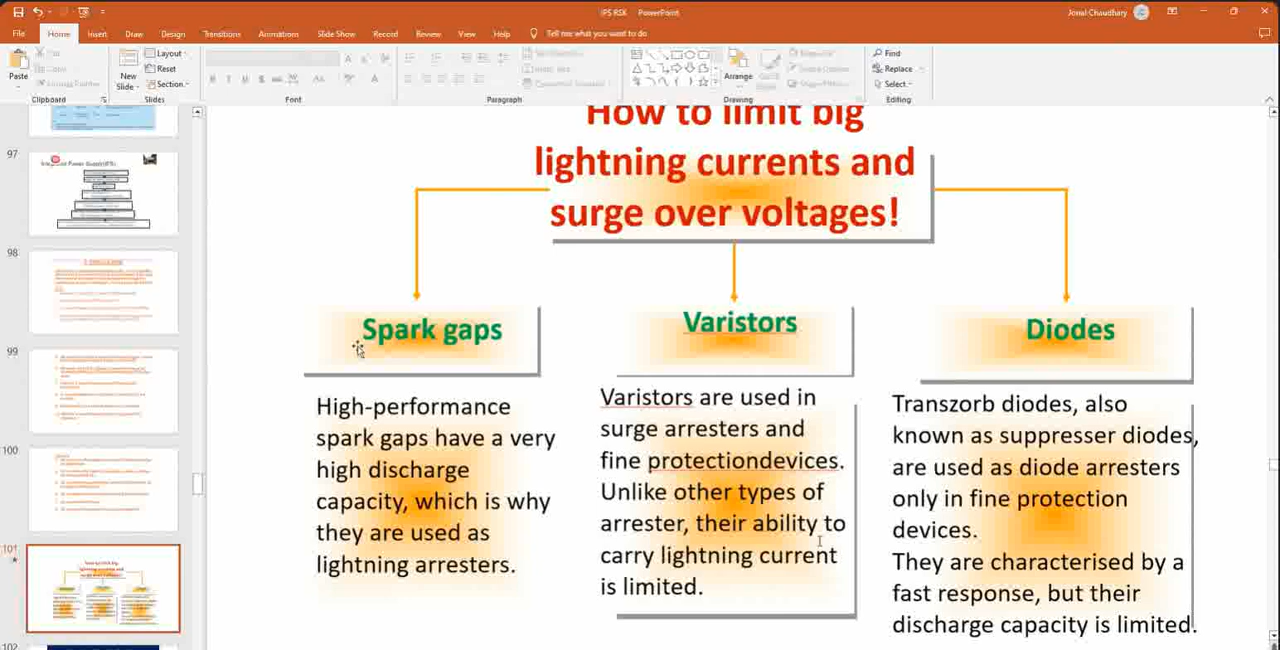 IPS RSK - PowerPoint
Jonal Chaudhary
File Home Insert Draw Design Transitions Animations Slide Show Record Review View Help Tell me what you want to do
Paste
Clipboard
New
Slide
Layout
Reset
Section
Slides
Font
Paragraph
Arrange
Drawing
Find
Replace
Select
Editing
97
98
99
100
101
102
How to limit big
lightning currents and
surge over voltages!
Spark gaps
High-performance
spark gaps have a very
high discharge
capacity, which is why
they are used as
lightning arresters.
Varistors
Varistors are used in
surge arresters and
fine protectiondevices.
Unlike other types of
arrester, their ability to
carry lightning current
is limited.
Diodes
Transzorb diodes, also
known as suppresser diodes,
are used as diode arresters
only in fine protection
devices.
They are characterised by a
fast response, but their
discharge capacity is limited.